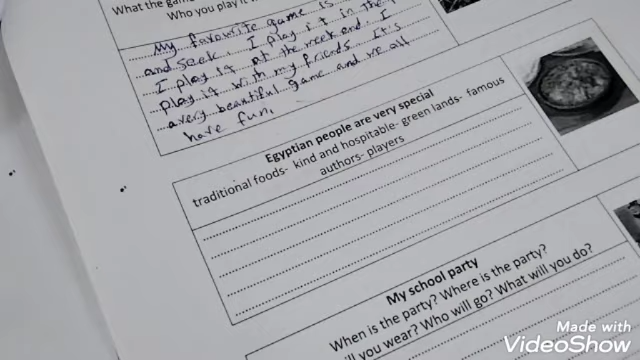 What the game
Who you play it
My favourite game is
and seek. I play it in the
I play it at the weekend. I
play it with my friends. It's
avery beautiful game and we all
have fun.
Egyptian people are very special
traditional foods- kind and hospitable- green lands- famous
authors- players
My school party
When is the party? Where is the party?
ll you wear? Who will go? What will you do?
Made with
VideoShow